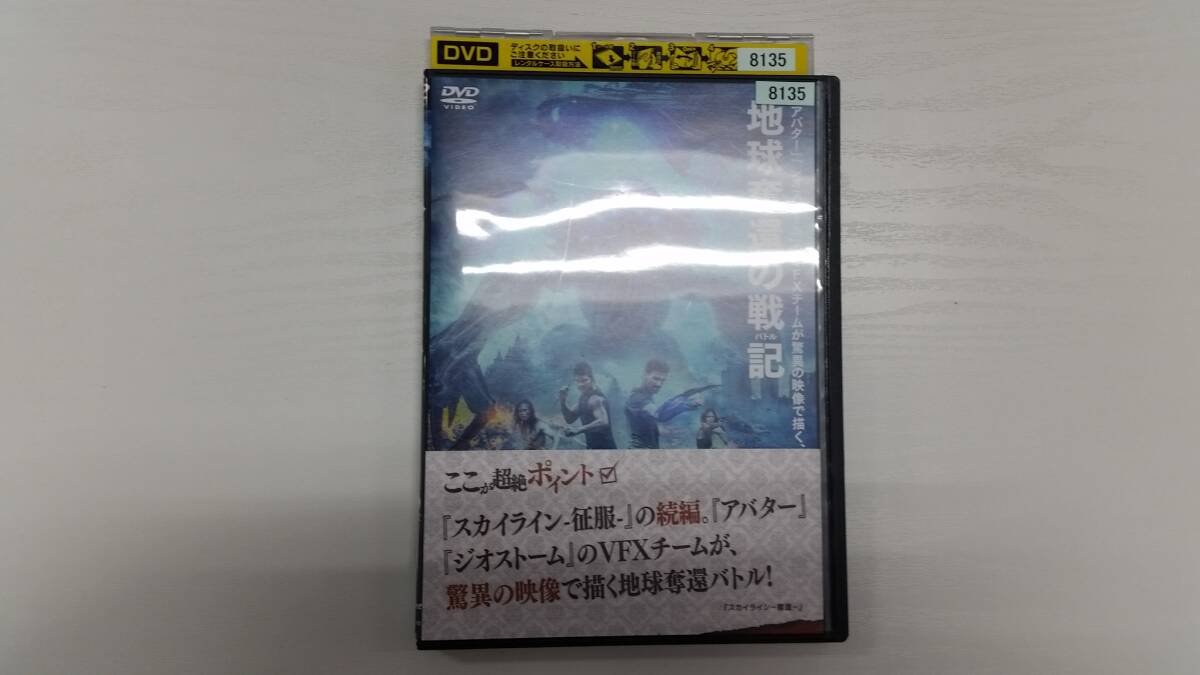 DVD
ディスクの取扱いに
ご注意ください
レンタルケース開閉方法
8135
8135
DVD
VIDEO
アバター
FXチームが驚異の映像で描く、
地球奪還の戦記
バトル
ここが超絶ポイント
『スカイライン-征服-』の続編。『アバター』
『ジオストーム』のVFXチームが、
驚異の映像で描く地球奪還バトル!
『スカイライン－奪還－』